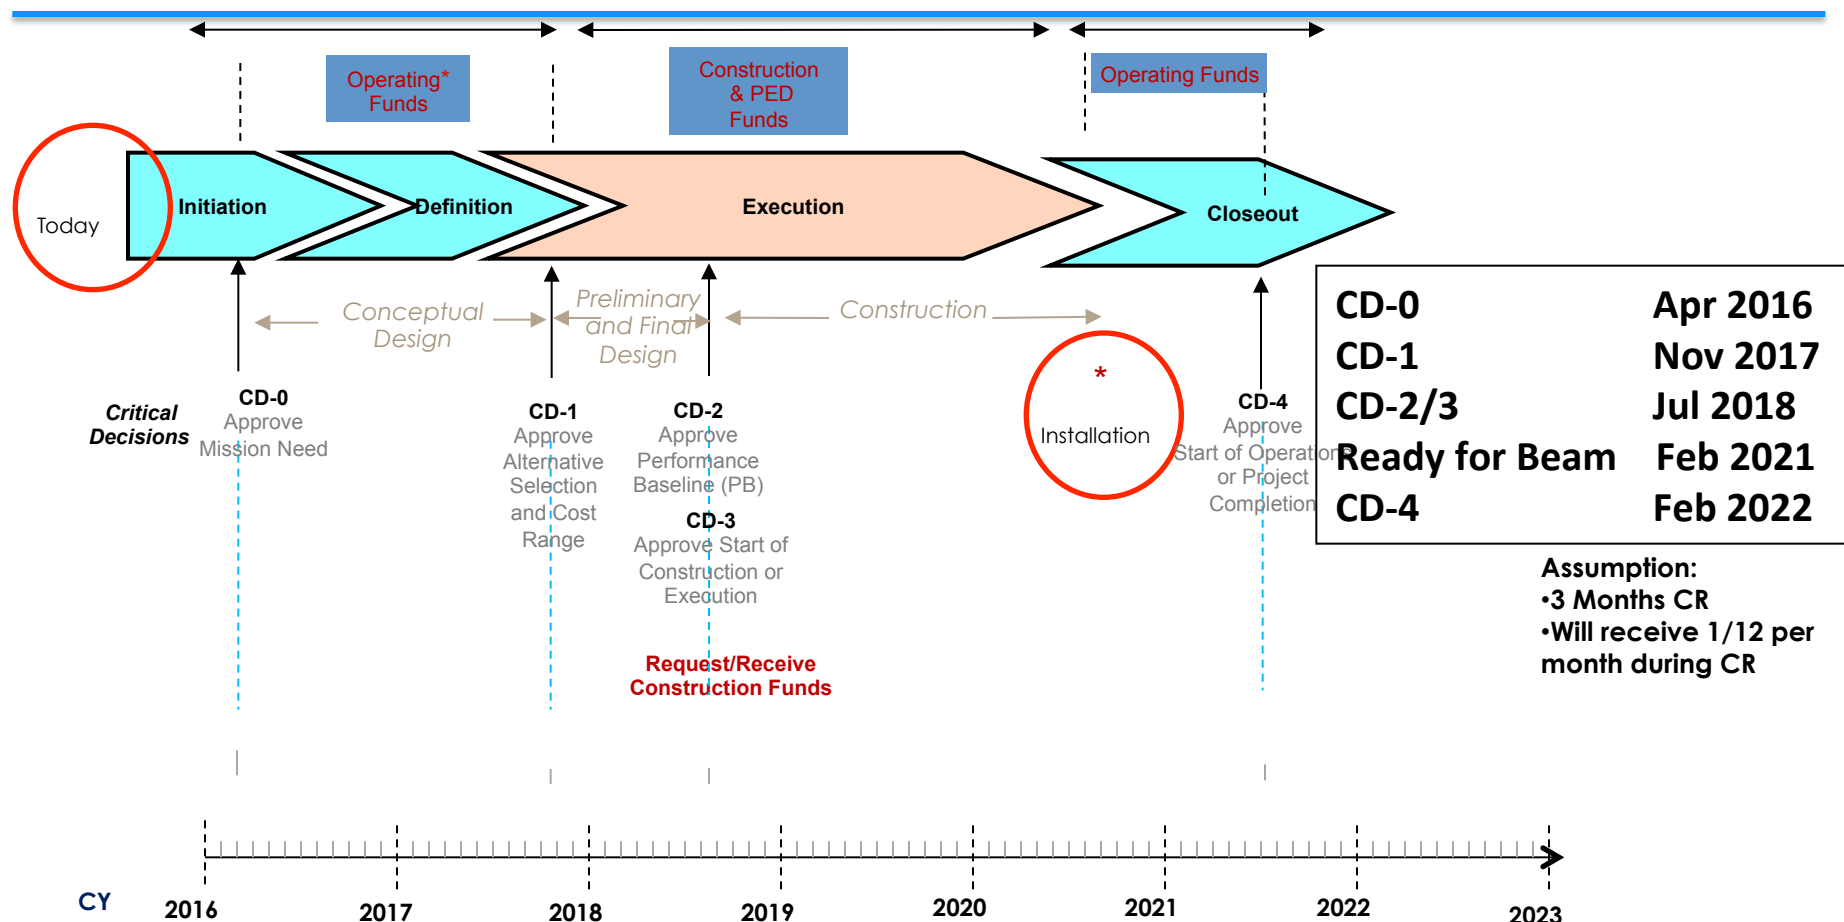 Operating*
Funds
Construction
& PED
Funds
Operating Funds
Today
Initiation
Definition
Execution
Closeout
Conceptual
Design
Preliminary
and Final
Design
Construction
*
Installation
Critical
Decisions
CD-0
Approve
Mission Need
CD-1
Approve
Alternative
Selection
and Cost
Range
CD-2
Approve
Performance
Baseline (PB)
CD-3
Approve Start of
Construction or
Execution
Request/Receive
Construction Funds
CD-4
Approve
Start of Operations
or Project
Completion
CD-0 Apr 2016
CD-1 Nov 2017
CD-2/3 Jul 2018
Ready for Beam Feb 2021
CD-4 Feb 2022
Assumption:
•3 Months CR
•Will receive 1/12 per
month during CR
CY 2016 2017 2018 2019 2020 2021 2022 2023